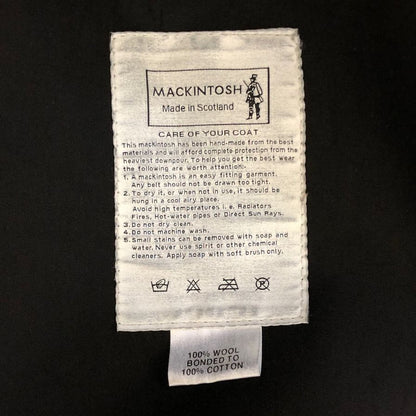 MACKINTOSH
Made in Scotland
CARE OF YOUR COAT
This mackintosh has been hand-made from the best
materials and will afford complete protection from the
heaviest downpour. To help you get the best wear
the following are worth attention:-
1. A mackintosh is an easy fitting garment.
Any belt should not be drawn too tight.
2. To dry it, or when not in use, it should be
hung in a cool airy place.
Avoid high temperatures i.e. Radiators
Fires, Hot-water pipes or Direct Sun Rays.
3. Do not dry clean.
4. Do not machine wash.
5. Small stains can be removed with soap and
water. Never use spirit or other chemical
cleaners. Apply soap with soft brush only.
100% WOOL
BONDED TO
100% COTTON